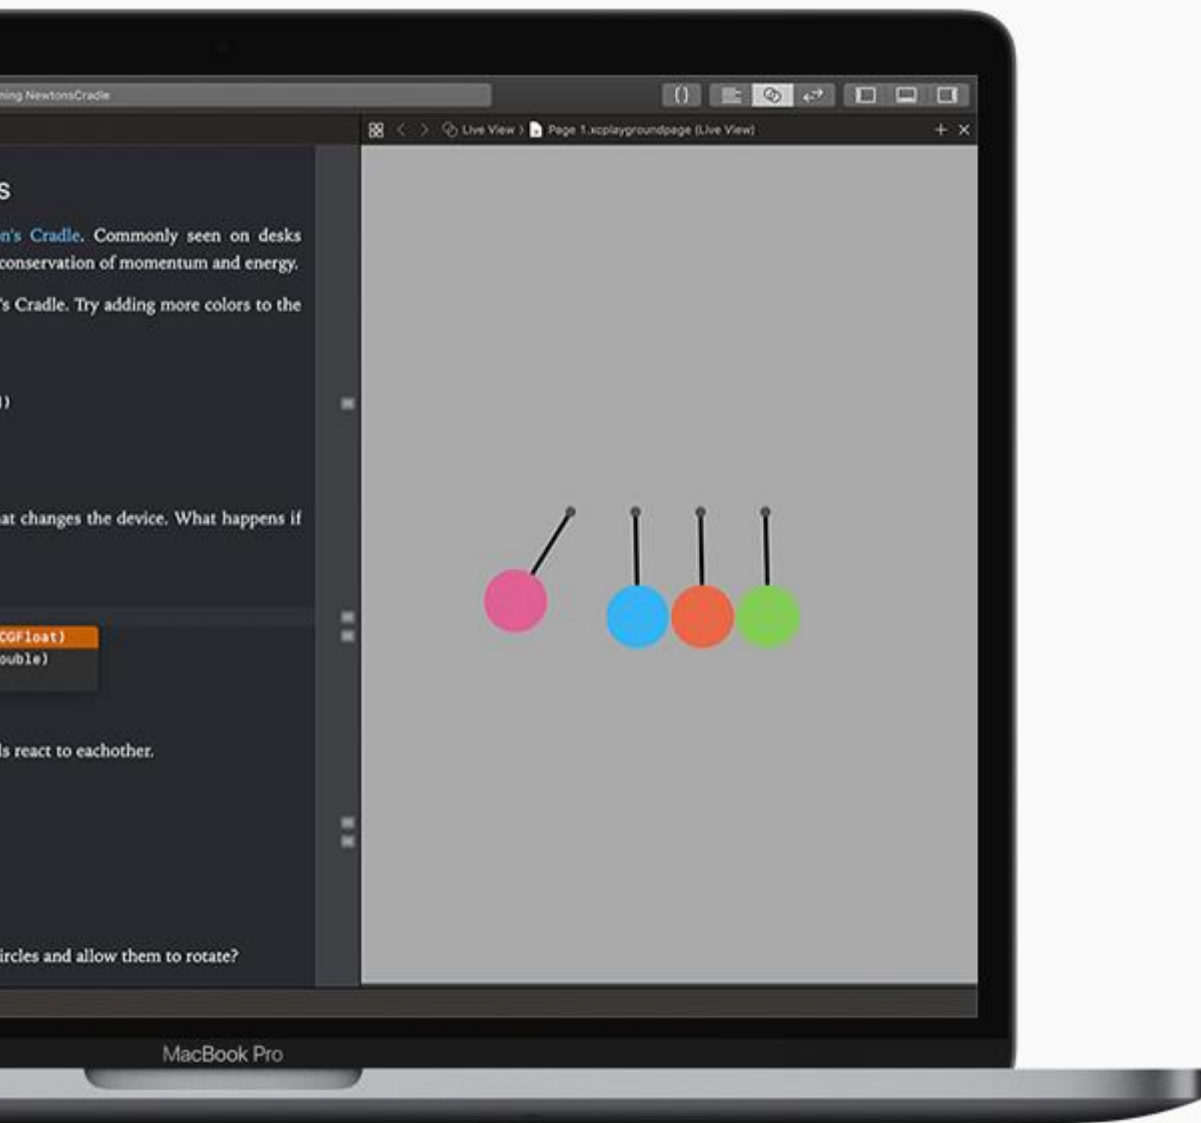 ning NewtonsCradle
{}
Live View
Page 1.xcplaygroundpage (Live View)
s
n's Cradle. Commonly seen on desks
conservation of momentum and energy.
's Cradle. Try adding more colors to the
])
at changes the device. What happens if
CGFloat)
ouble)
ls react to eachother.
ircles and allow them to rotate?
MacBook Pro